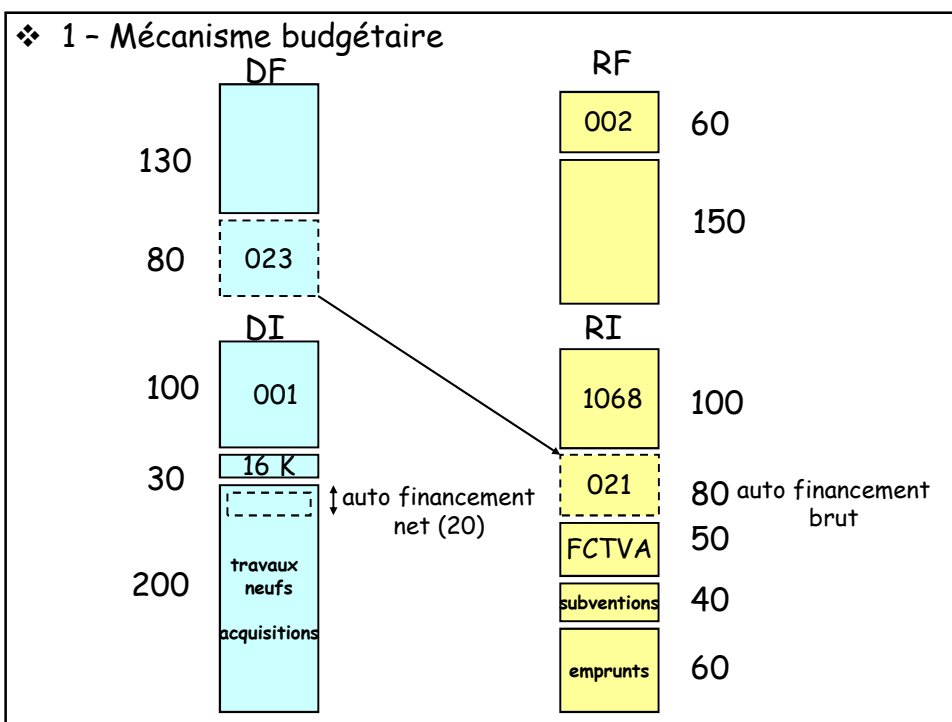 ❖ 1 – Mécanisme budgétaire
DF
RF
002
60
130
150
80
023
DI
RI
100
001
1068
100
30
16 K
auto financement
net (20)
021
80
auto financement
brut
FCTVA
50
200
travaux
neufs
acquisitions
subventions
40
emprunts
60